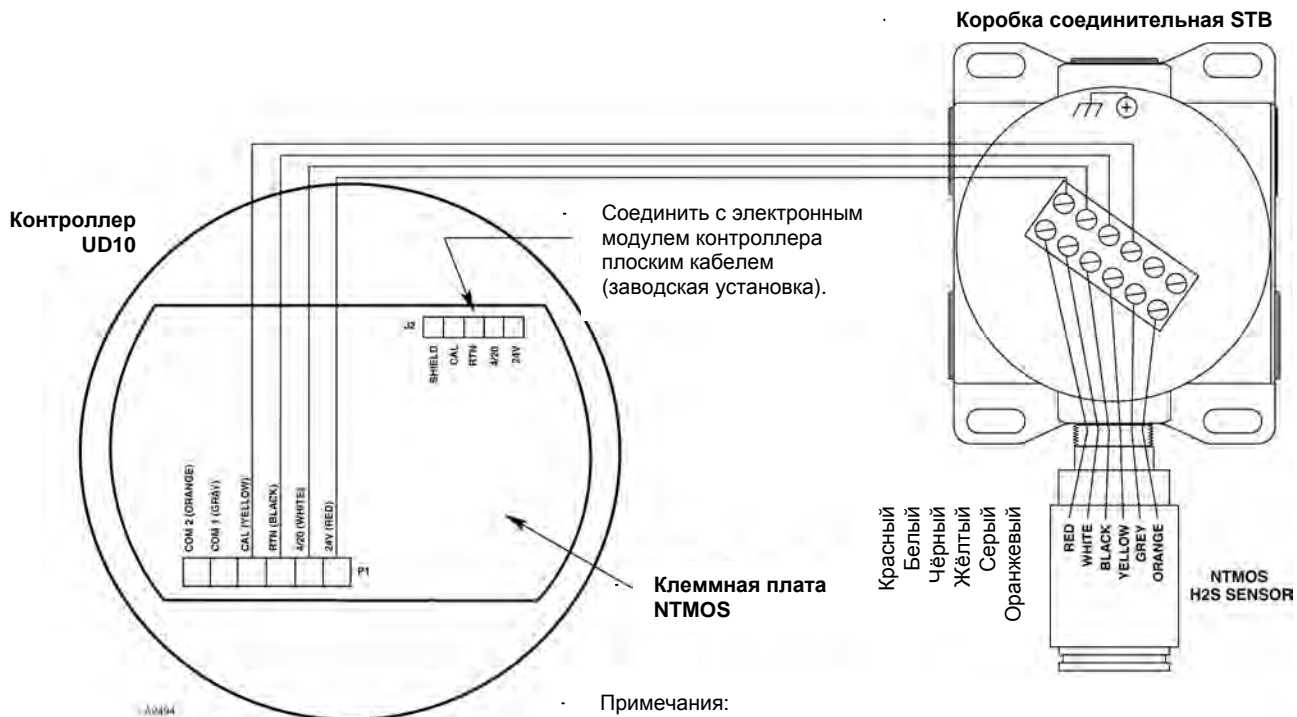 Коробка соединительная STB
Контроллер
UD10
Соединить с электронным
модулем контроллера
плоским кабелем
(заводская установка).
J2
SHIELD
CAL
RTN
4/20
24V
COM 2 (ORANGE)
COM 1 (GRAY)
CAL (YELLOW)
RTN (BLACK)
4/20 (WHITE)
24V (RED)
P1
Клеммная плата
NTMOS
Красный
Белый
Чёрный
Жёлтый
Серый
Оранжевый
RED
WHITE
BLACK
YELLOW
GREY
ORANGE
NTMOS
H2S SENSOR
A2494
Примечания: